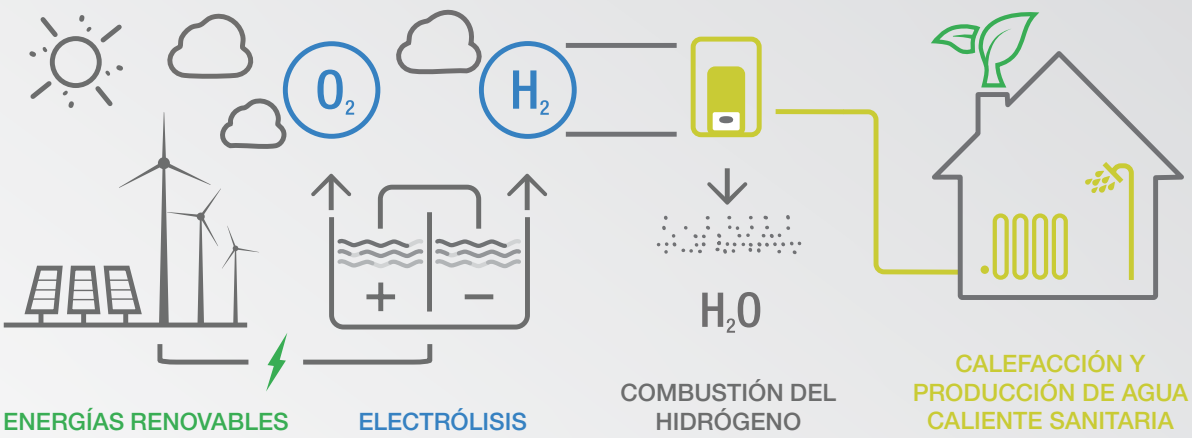 O₂
H₂
+ −
H₂O
ENERGÍAS RENOVABLES
ELECTRÓLISIS
COMBUSTIÓN DEL
HIDRÓGENO
CALEFACCIÓN Y
PRODUCCIÓN DE AGUA
CALIENTE SANITARIA